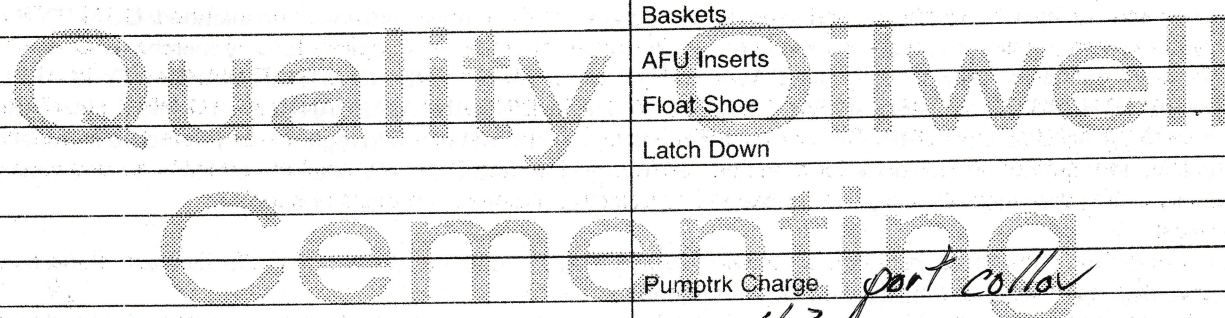 Baskets
Quality Oilwell
AFU Inserts
Float Shoe
Latch Down
Cementing
Pumptrk Charge port collar